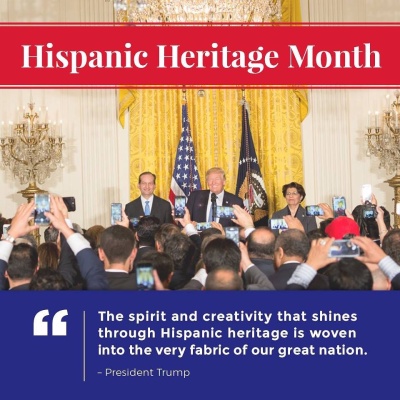 Hispanic Heritage Month
“
The spirit and creativity that shines
through Hispanic heritage is woven
into the very fabric of our great nation.
– President Trump